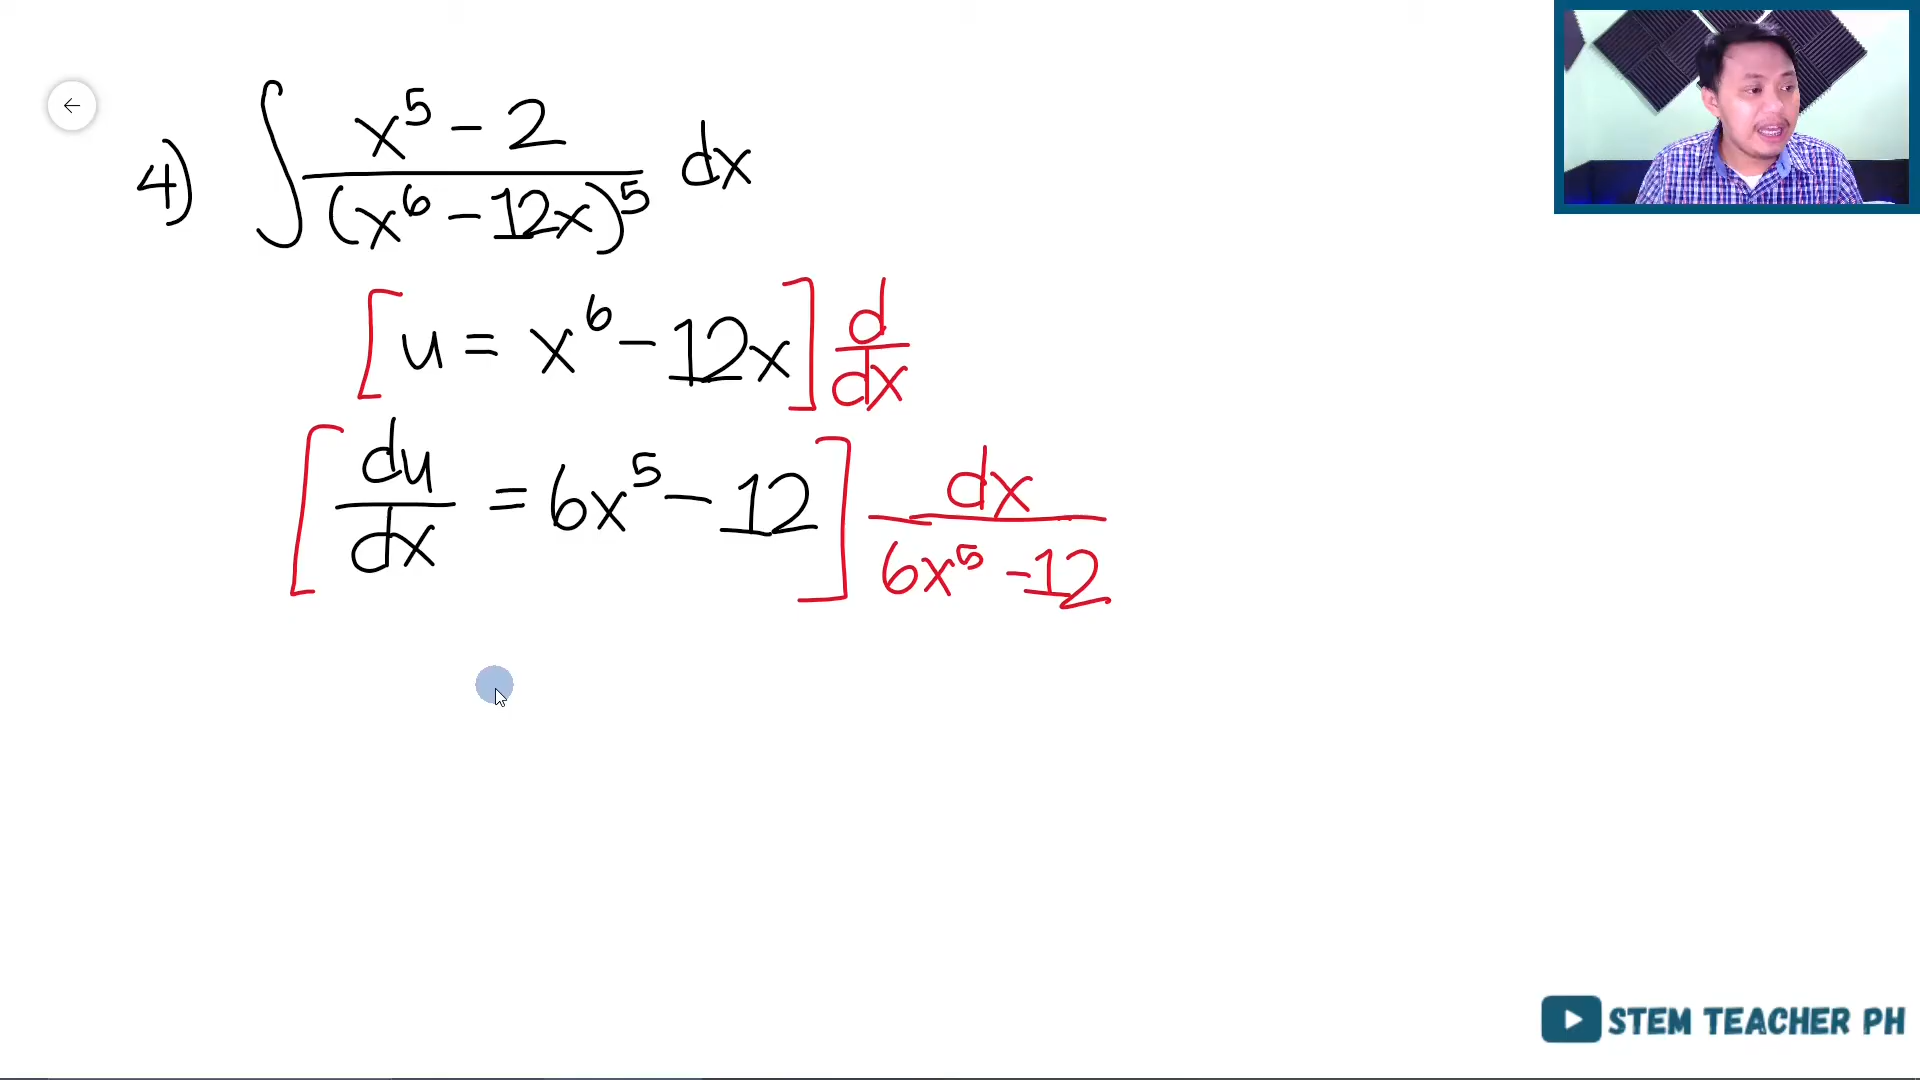 4) ∫ x⁵ - 2 / (x⁶ - 12x)⁵ dx
[u = x⁶ - 12x] d/dx
[du/dx = 6x⁵ - 12] dx / 6x⁵ - 12
STEM TEACHER PH